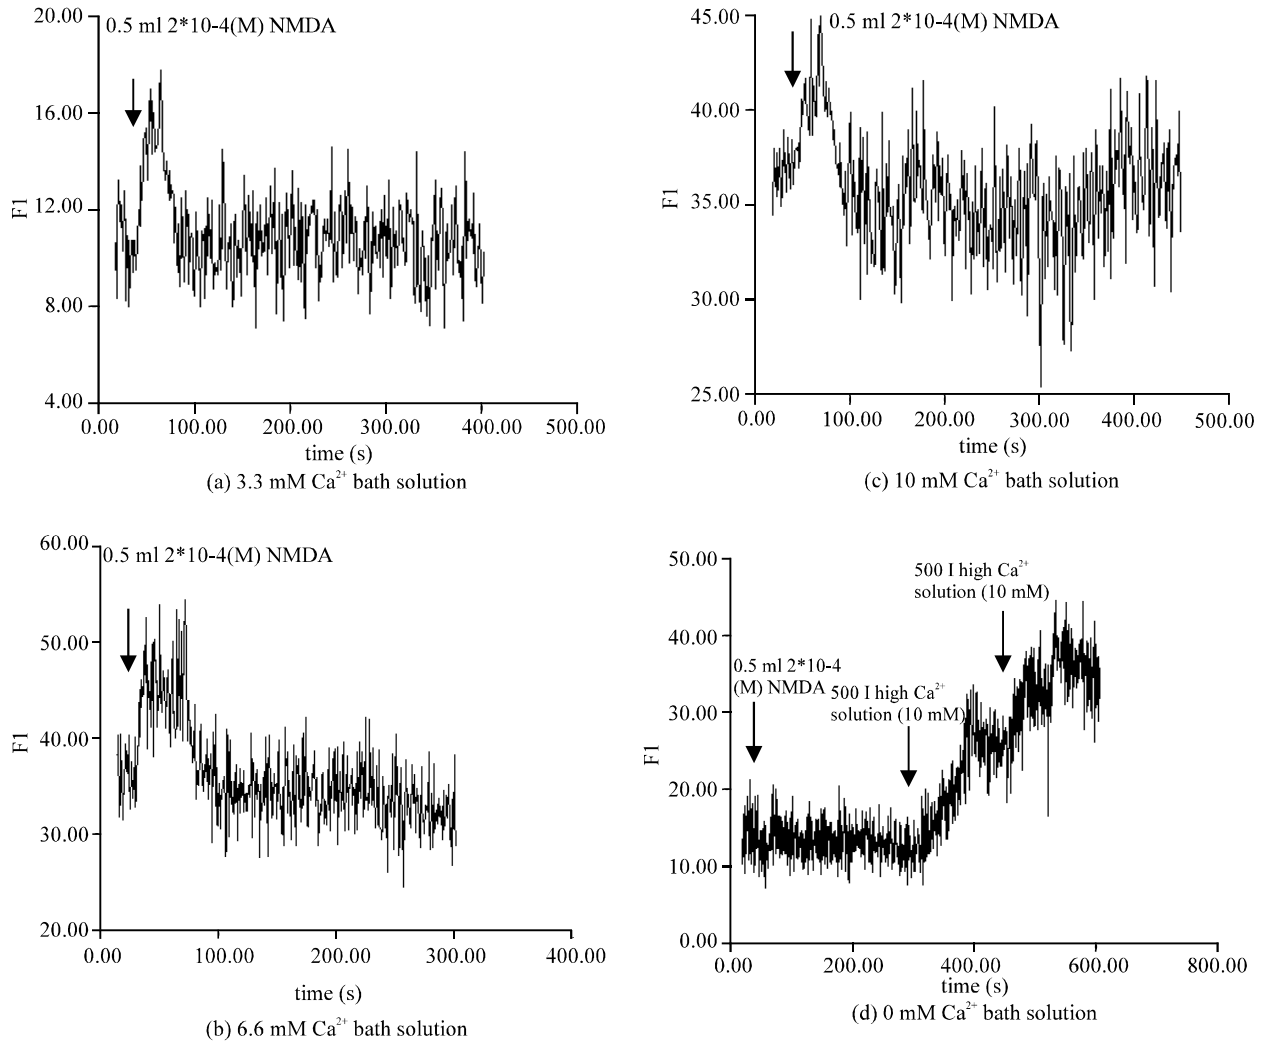 20.00
0.5 ml 2*10-4(M) NMDA
16.00
12.00
8.00
4.00
F1
0.00 100.00 200.00 300.00 400.00 500.00
time (s)
(a) 3.3 mM Ca²⁺ bath solution
45.00
0.5 ml 2*10-4(M) NMDA
40.00
35.00
30.00
25.00
F1
0.00 100.00 200.00 300.00 400.00 500.00
time (s)
(c) 10 mM Ca²⁺ bath solution
60.00
0.5 ml 2*10-4(M) NMDA
50.00
40.00
30.00
20.00
F1
0.00 100.00 200.00 300.00 400.00
time (s)
(b) 6.6 mM Ca²⁺ bath solution
50.00
500 I high Ca²⁺
solution (10 mM)
40.00
0.5 ml 2*10-4
(M) NMDA
500 I high Ca²⁺
solution (10 mM)
30.00
20.00
10.00
0.00
F1
0.00 200.00 400.00 600.00 800.00
time (s)
(d) 0 mM Ca²⁺ bath solution